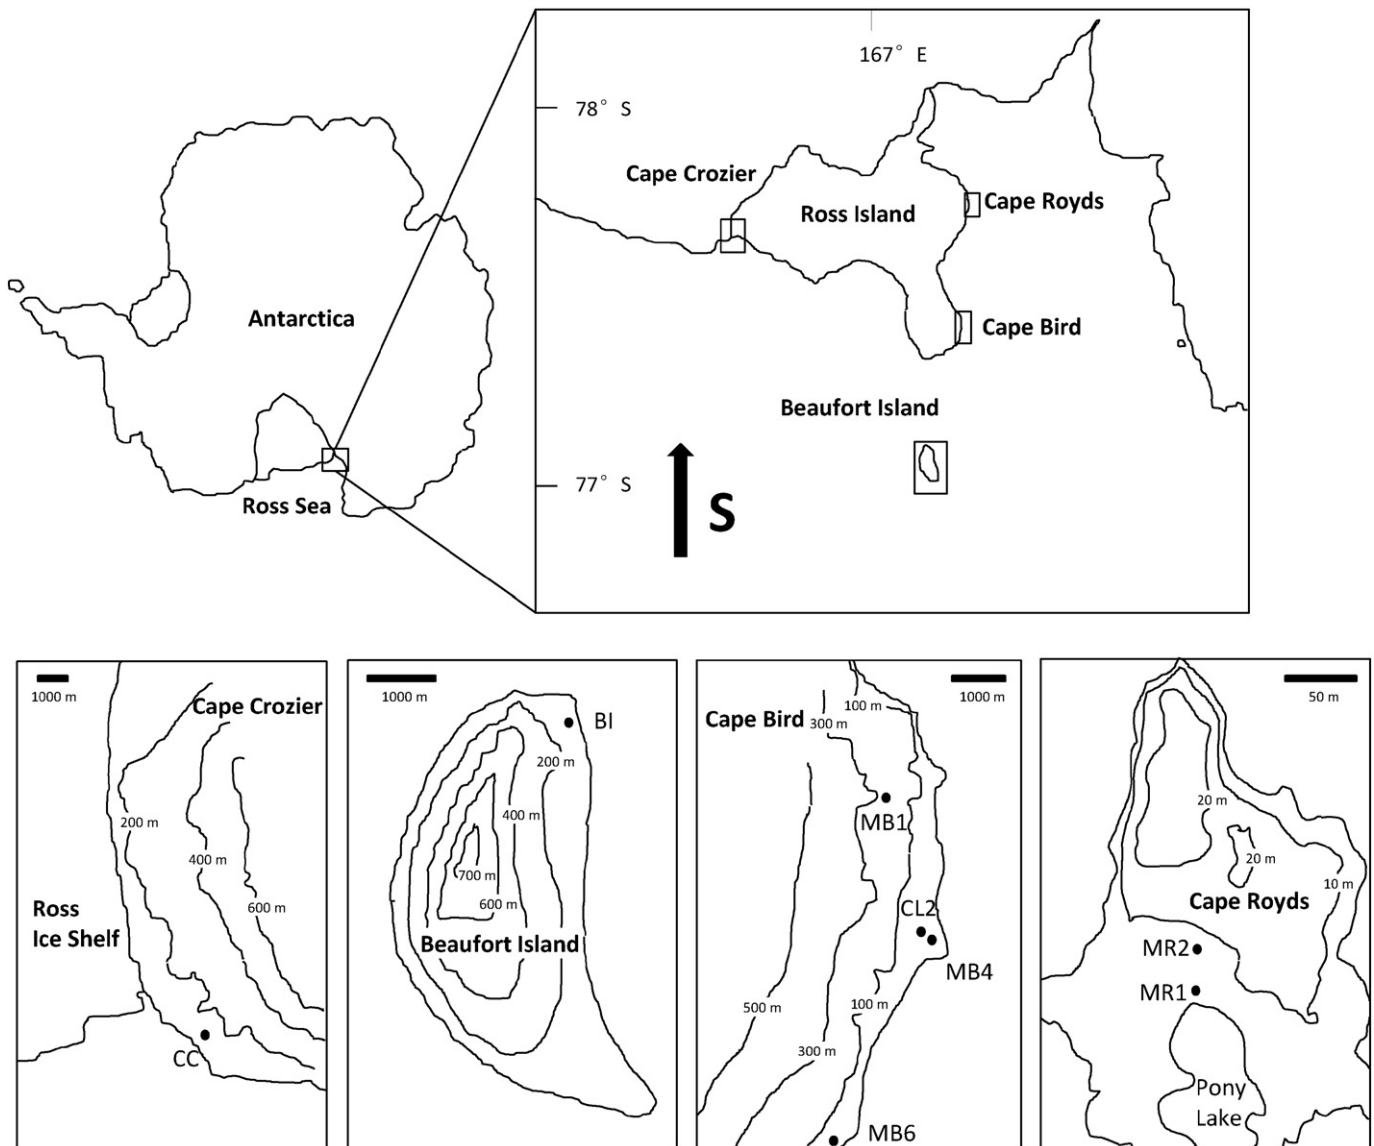 167° E
78° S
Cape Crozier
Ross Island
Cape Royds
Antarctica
Cape Bird
Beaufort Island
77° S
S
Ross Sea
1000 m
Cape Crozier
200 m
400 m
600 m
Ross
Ice Shelf
CC
1000 m
BI
200 m
400 m
700 m
600 m
Beaufort Island
1000 m
100 m
Cape Bird
300 m
MB1
CL2
MB4
500 m
100 m
300 m
MB6
50 m
20 m
20 m
10 m
Cape Royds
MR2
MR1
Pony
Lake